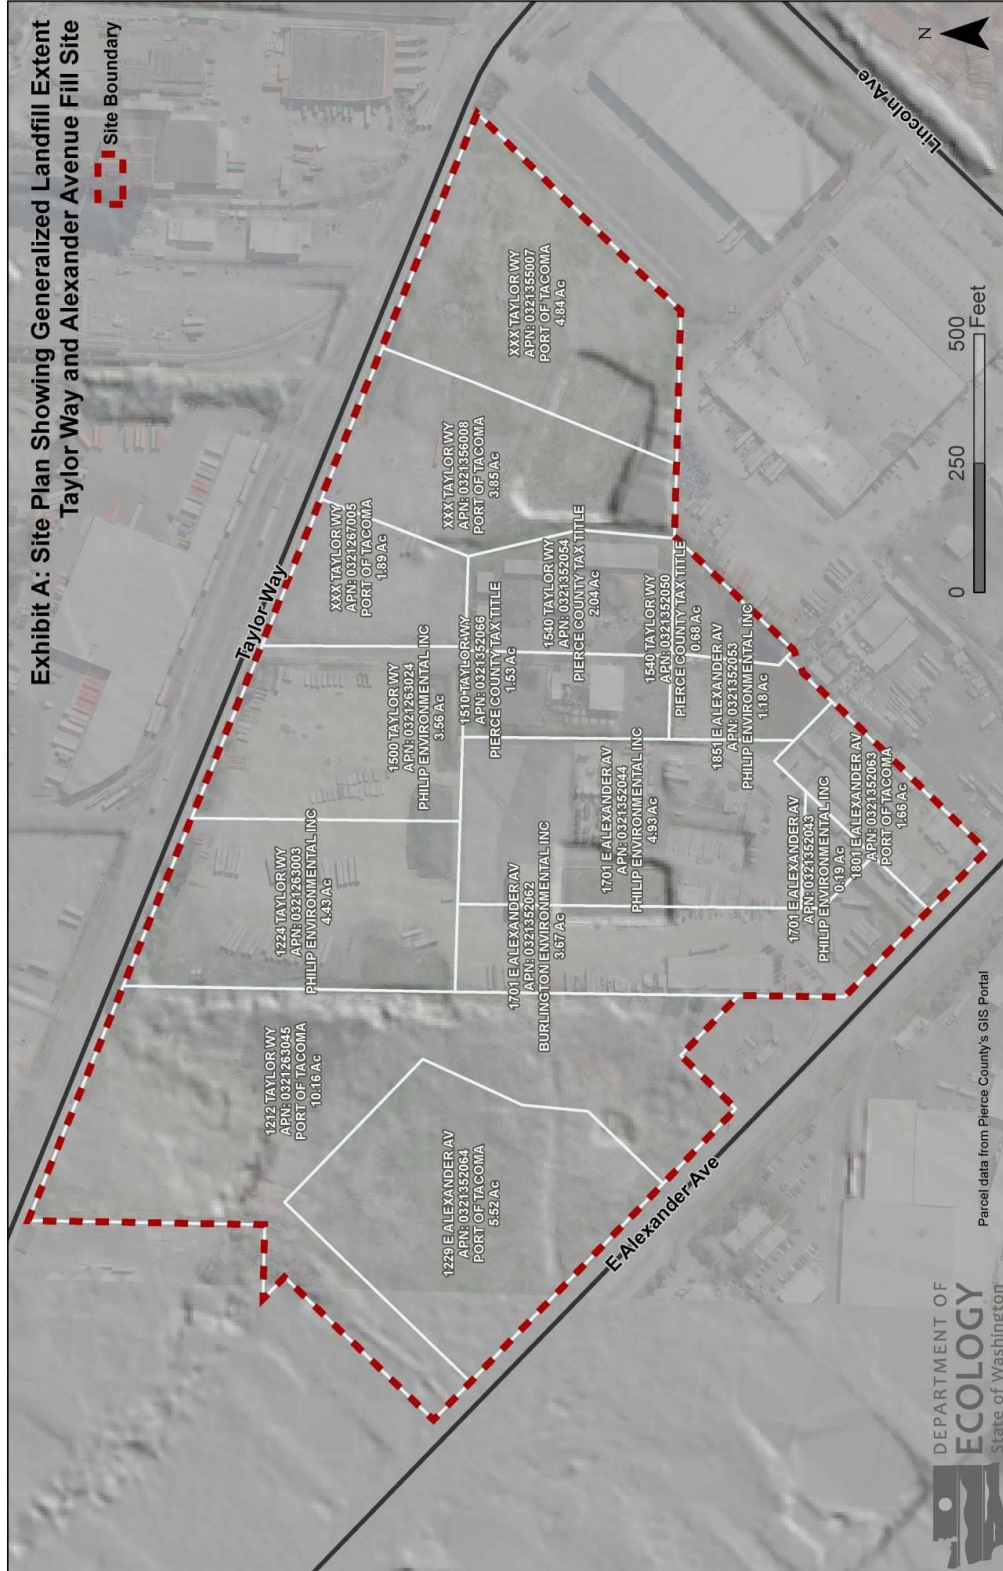 Exhibit A: Site Plan Showing Generalized Landfill Extent
Taylor Way and Alexander Avenue Fill Site
Site Boundary
Taylor Way
1212 TAYLOR WY
APN: 0321263045
PORT OF TACOMA
10.16 Ac
1229 E ALEXANDER AV
APN: 0321352064
PORT OF TACOMA
5.52 Ac
1224 TAYLOR WY
APN: 0321263003
PHILIP ENVIRONMENTAL INC
4.43 Ac
1500 TAYLOR WY
APN: 0321263024
PHILIP ENVIRONMENTAL INC
3.56 Ac
XXX TAYLOR WY
APN: 0321267005
PORT OF TACOMA
1.89 Ac
XXX TAYLOR WY
APN: 0321356008
PORT OF TACOMA
3.85 Ac
XXX TAYLOR WY
APN: 0321355007
PORT OF TACOMA
4.84 Ac
1510 TAYLOR WY
APN: 0321352066
PIERCE COUNTY TAX TITLE
1.53 Ac
1540 TAYLOR WY
APN: 0321352054
PIERCE COUNTY TAX TITLE
2.04 Ac
1540 TAYLOR WY
APN: 0321352050
PIERCE COUNTY TAX TITLE
0.68 Ac
1701 E ALEXANDER AV
APN: 0321352062
BURLINGTON ENVIRONMENTAL INC
3.67 Ac
1701 E ALEXANDER AV
APN: 0321352044
PHILIP ENVIRONMENTAL INC
4.93 Ac
1851 E ALEXANDER AV
APN: 0321352053
PHILIP ENVIRONMENTAL INC
1.18 Ac
1701 E ALEXANDER AV
APN: 0321352043
PHILIP ENVIRONMENTAL INC
0.19 Ac
1801 E ALEXANDER AV
APN: 0321352063
PORT OF TACOMA
1.66 Ac
E Alexander Ave
Lincoln Ave
N
0 250 500
Feet
Parcel data from Pierce County's GIS Portal
DEPARTMENT OF
ECOLOGY
State of Washington